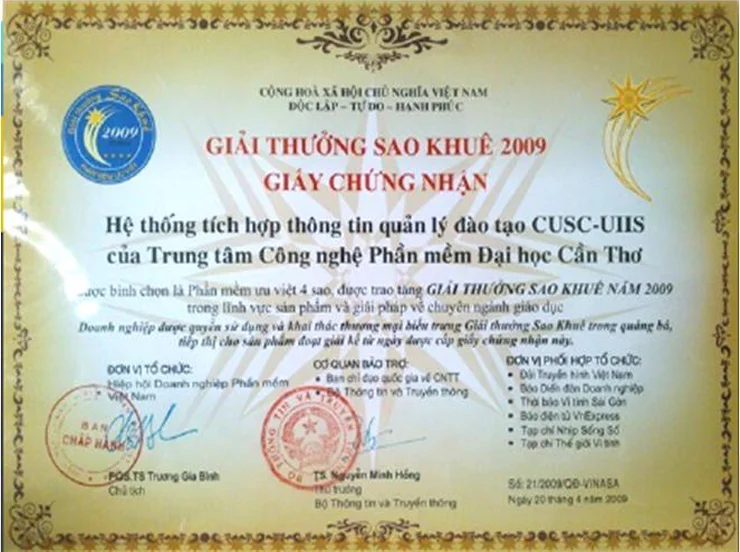 CỘNG HOÀ XÃ HỘI CHỦ NGHĨA VIỆT NAM
ĐỘC LẬP – TỰ DO – HẠNH PHÚC
Giải thưởng Sao Khuê
2009
GIẢI THƯỞNG SAO KHUÊ 2009
GIẤY CHỨNG NHẬN
Hệ thống tích hợp thông tin quản lý đào tạo CUSC-UIIS
của Trung tâm Công nghệ Phần mềm Đại học Cần Thơ
Được bình chọn là Phần mềm ưu việt 4 sao, được trao tặng GIẢI THƯỞNG SAO KHUÊ NĂM 2009
trong lĩnh vực sản phẩm và giải pháp về chuyên ngành giáo dục
Doanh nghiệp được quyền sử dụng và khai thác thương mại biểu trưng Giải thưởng Sao Khuê trong quảng bá,
tiếp thị cho sản phẩm đoạt giải kể từ ngày được cấp giấy chứng nhận này.
ĐƠN VỊ TỔ CHỨC:
Hiệp hội Doanh nghiệp Phần mềm
Việt Nam
BAN
CHẤP HÀNH
PGS.TS Trương Gia Bình
Chủ tịch
CƠ QUAN BẢO TRỢ:
• Ban chỉ đạo quốc gia về CNTT
• Bộ Thông tin và Truyền thông
BỘ THÔNG TIN VÀ TRUYỀN
TS. Nguyễn Minh Hồng
Thứ trưởng
Bộ Thông tin và Truyền thông
ĐƠN VỊ PHỐI HỢP TỔ CHỨC:
• Đài Truyền hình Việt Nam
• Báo Diễn đàn Doanh nghiệp
• Thời báo Vi tính Sài Gòn
• Báo điện tử VnExpress
• Tạp chí Nhịp Sống Số
• Tạp chí Thế giới Vi tính
Số: 21/2009/QĐ-VINASA
Ngày 20 tháng 4 năm 2009